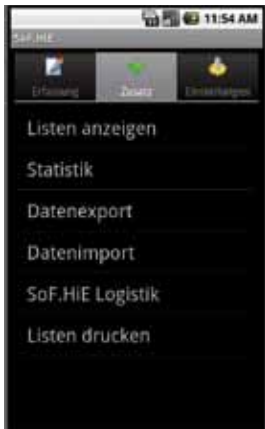 11:54 AM
SoF.HiE
Erfassung Zusatz Einstellungen
Listen anzeigen
Statistik
Datenexport
Datenimport
SoF.HiE Logistik
Listen drucken